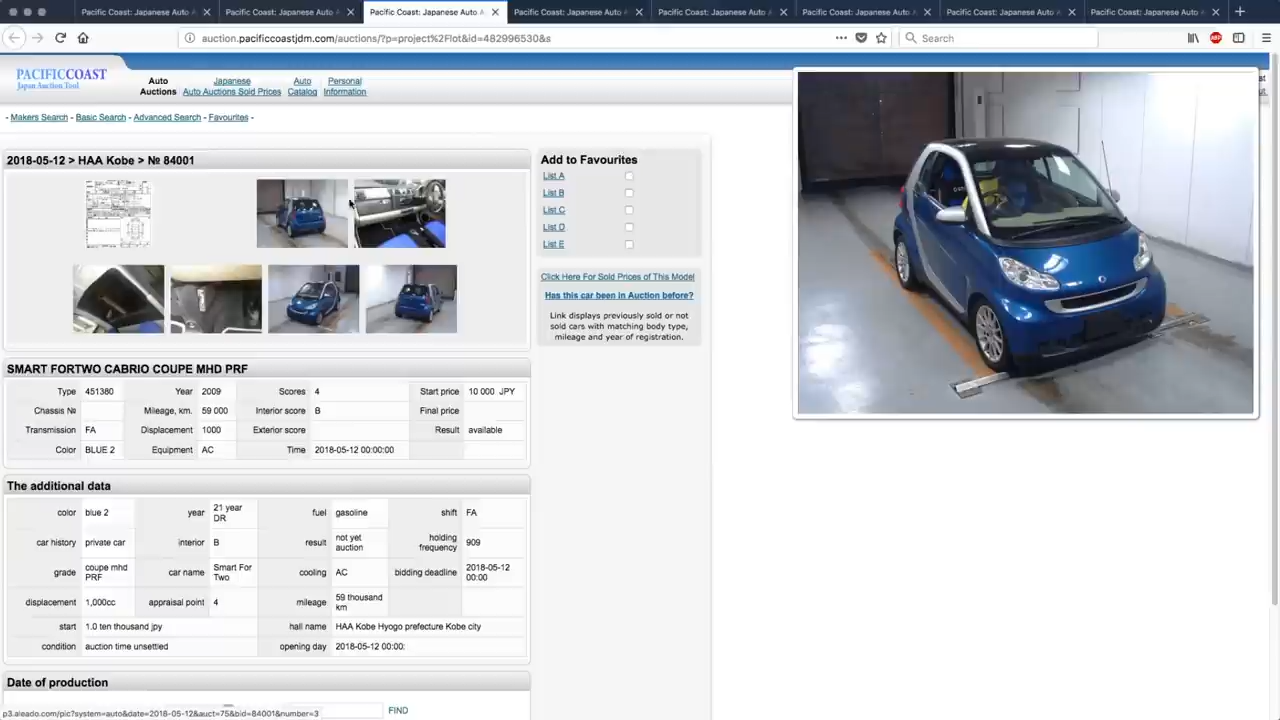 Pacific Coast: Japanese Auto A
Pacific Coast: Japanese Auto A
Pacific Coast: Japanese Auto A
Pacific Coast: Japanese Auto A
Pacific Coast: Japanese Auto A
Pacific Coast: Japanese Auto A
Pacific Coast: Japanese Auto A
Pacific Coast: Japanese Auto A
auction.pacificcoastjdm.com/auctions/?p=project%2Flot&id=482996530&s
Search
ABP
PACIFICCOAST
Japan Auction Tool
Auto Auctions
Japanese Auto Auctions Sold Prices
Auto Catalog
Personal Information
- Makers Search - Basic Search - Advanced Search - Favourites -
2018-05-12 > HAA Kobe > № 84001
Add to Favourites
List A
List B
List C
List D
List E
Click Here For Sold Prices of This Model
Has this car been in Auction before?
Link displays previously sold or not
sold cars with matching body type,
mileage and year of registration.
SMART FORTWO CABRIO COUPE MHD PRF
Type 451380 Year 2009 Scores 4 Start price 10 000 JPY
Chassis № Mileage, km. 59 000 Interior score B Final price
Transmission FA Displacement 1000 Exterior score Result available
Color BLUE 2 Equipment AC Time 2018-05-12 00:00:00
The additional data
color blue 2 year 21 year DR fuel gasoline shift FA
car history private car interior B result not yet auction holding frequency 909
grade coupe mhd PRF car name Smart For Two cooling AC bidding deadline 2018-05-12 00:00
displacement 1,000cc appraisal point 4 mileage 59 thousand km
start 1.0 ten thousand jpy hall name HAA Kobe Hyogo prefecture Kobe city
condition auction time unsettled opening day 2018-05-12 00:00:
Date of production
FIND
p3.aleado.com/pic?system=auto&date=2018-05-12&auct=75&bid=84001&number=3